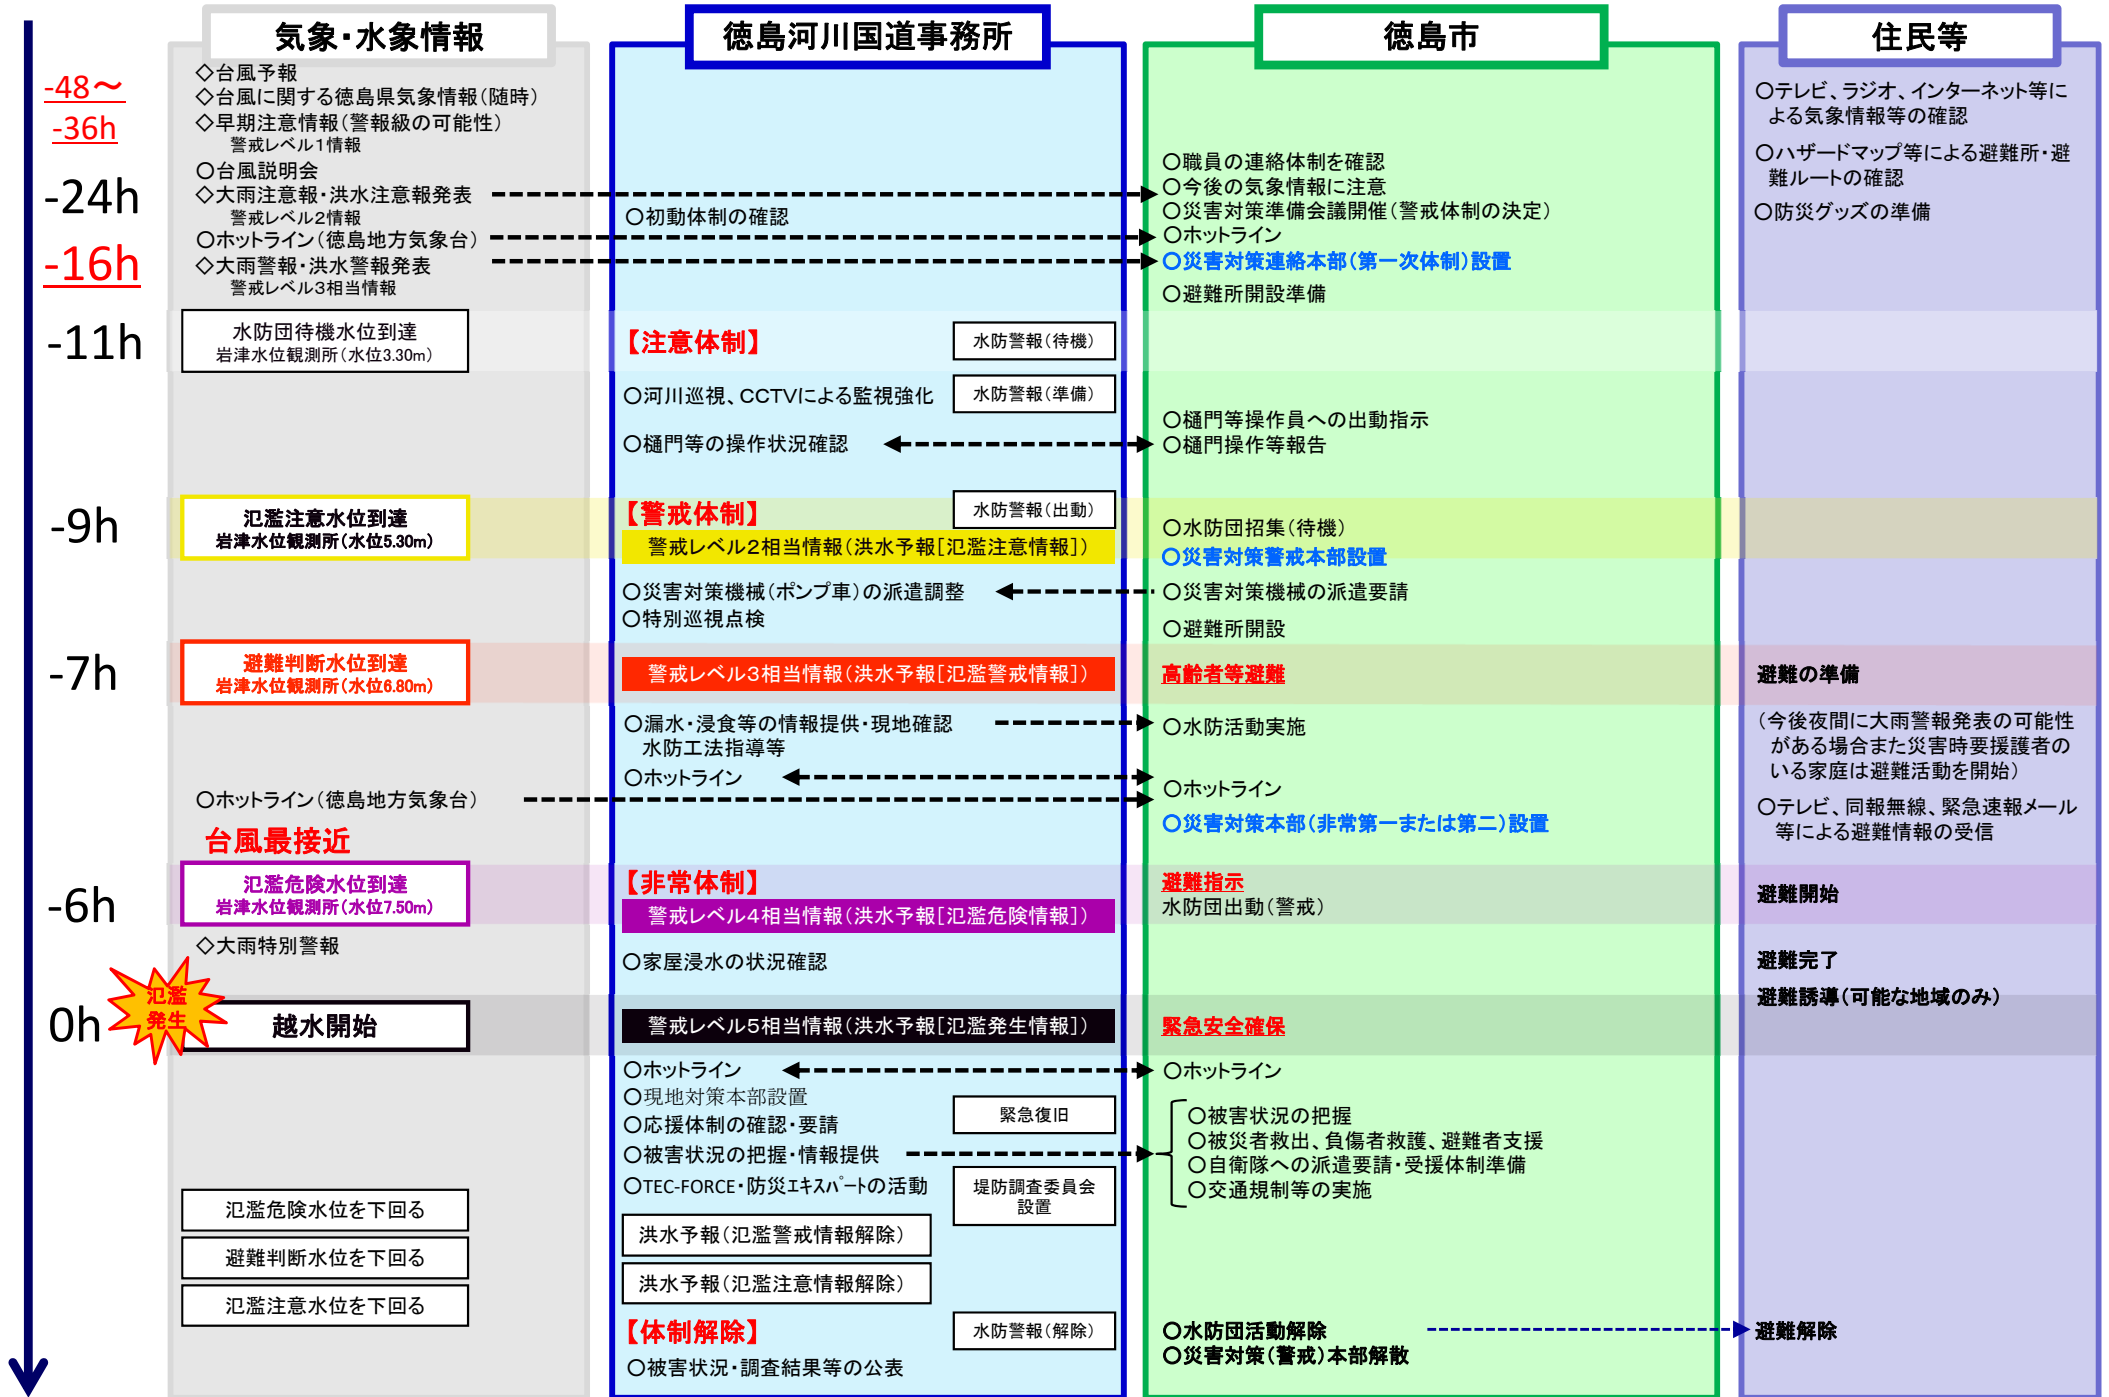 気象・水象情報
徳島河川国道事務所
徳島市
住民等
-48～
-36h
-24h
-16h
-11h
-9h
-7h
-6h
0h
◇台風予報
◇台風に関する徳島県気象情報(随時)
◇早期注意情報(警報級の可能性)
警戒レベル1情報
○台風説明会
◇大雨注意報・洪水注意報発表
警戒レベル2情報
○ホットライン(徳島地方気象台)
◇大雨警報・洪水警報発表
警戒レベル3相当情報
水防団待機水位到達
岩津水位観測所(水位3.30m)
氾濫注意水位到達
岩津水位観測所(水位5.30m)
避難判断水位到達
岩津水位観測所(水位6.80m)
○ホットライン(徳島地方気象台)
台風最接近
氾濫危険水位到達
岩津水位観測所(水位7.50m)
◇大雨特別警報
氾濫
発生
越水開始
氾濫危険水位を下回る
避難判断水位を下回る
氾濫注意水位を下回る
○初動体制の確認
【注意体制】
水防警報(待機)
○河川巡視、CCTVによる監視強化
水防警報(準備)
○樋門等の操作状況確認
【警戒体制】
水防警報(出動)
警戒レベル2相当情報(洪水予報[氾濫注意情報])
○災害対策機械(ポンプ車)の派遣調整
○特別巡視点検
警戒レベル3相当情報(洪水予報[氾濫警戒情報])
○漏水・浸食等の情報提供・現地確認
水防工法指導等
○ホットライン
【非常体制】
警戒レベル4相当情報(洪水予報[氾濫危険情報])
○家屋浸水の状況確認
警戒レベル5相当情報(洪水予報[氾濫発生情報])
○ホットライン
○現地対策本部設置
○応援体制の確認・要請
緊急復旧
○被害状況の把握・情報提供
○TEC-FORCE・防災ｴｷｽﾊﾟｰﾄの活動
堤防調査委員会
設置
洪水予報(氾濫警戒情報解除)
洪水予報(氾濫注意情報解除)
【体制解除】
水防警報(解除)
○被害状況・調査結果等の公表
○職員の連絡体制を確認
○今後の気象情報に注意
○災害対策準備会議開催(警戒体制の決定)
○ホットライン
○災害対策連絡本部(第一次体制)設置
○避難所開設準備
○樋門等操作員への出動指示
○樋門操作等報告
○水防団招集(待機)
○災害対策警戒本部設置
○災害対策機械の派遣要請
○避難所開設
高齢者等避難
○水防活動実施
○ホットライン
○災害対策本部(非常第一または第二)設置
避難指示
水防団出動(警戒)
緊急安全確保
○ホットライン
○被害状況の把握
○被災者救出、負傷者救護、避難者支援
○自衛隊への派遣要請・受援体制準備
○交通規制等の実施
○水防団活動解除
○災害対策(警戒)本部解散
○テレビ、ラジオ、インターネット等に
よる気象情報等の確認
○ハザードマップ等による避難所・避
難ルートの確認
○防災グッズの準備
避難の準備
(今後夜間に大雨警報発表の可能性
がある場合また災害時要援護者の
いる家庭は避難活動を開始)
○テレビ、同報無線、緊急速報メール
等による避難情報の受信
避難開始
避難完了
避難誘導(可能な地域のみ)
避難解除